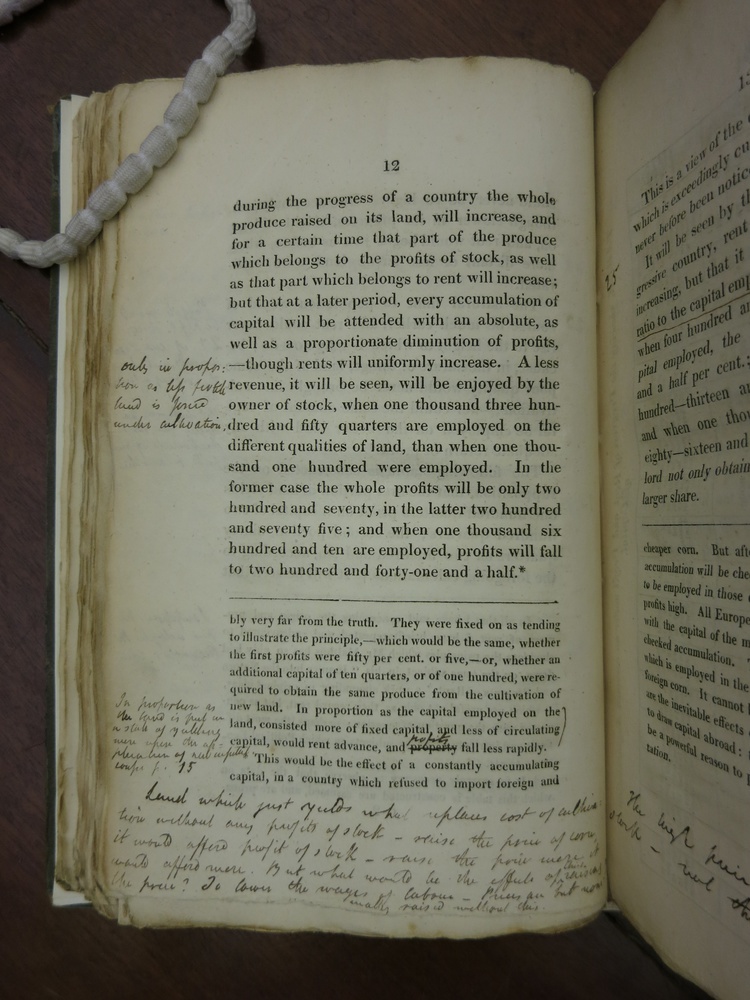 12
during the progress of a country the whole
produce raised on its land, will increase, and
for a certain time that part of the produce
which belongs to the profits of stock, as well
as that part which belongs to rent will increase;
but that at a later period, every accumulation of
capital will be attended with an absolute, as
well as a proportionate diminution of profits,
—though rents will uniformly increase. A less
revenue, it will be seen, will be enjoyed by the
owner of stock, when one thousand three hun-
dred and fifty quarters are employed on the
different qualities of land, than when one thou-
sand one hundred were employed. In the
former case the whole profits will be only two
hundred and seventy, in the latter two hundred
and seventy five; and when one thousand six
hundred and ten are employed, profits will fall
to two hundred and forty-one and a half.*
only in propor:
tion as less fertile
land is
under cultivation.
bly very far from the truth. They were fixed on as tending
to illustrate the principle,—which would be the same, whether
the first profits were fifty per cent. or five,—or, whether an
additional capital of ten quarters, or of one hundred, were re-
quired to obtain the same produce from the cultivation of
new land. In proportion as the capital employed on the
land, consisted more of fixed capital, and less of circulating
profits
capital, would rent advance, and property fall less rapidly.
This would be the effect of a constantly accumulating
capital, in a country which refused to import foreign and
In proportion as
the land is put in
a state of yielding
more upon the ap-
plication of new capital
p. 15
Land which just yields what replaces cost of cultiva
tion without any profits of stock - raise the price of corn,
it would afford profit of stock - raise the price more it
would afford more. But what would be the effects of
the price? To lower the wages of labour -
raised without this.
13
This is a view of the
which is exceedingly cu
never before been notic
It will be seen by th
gressive country, rent
increasing, but that it
ratio to the capital emp
when four hundred an
pital employed, the
and a half per cent.;
hundred—thirteen a
and when one thou
eighty—sixteen and
lord not only obtain
larger share.
25
cheaper corn. But aft
accumulation will be che
to be employed in those
profits high. All Europe
with the capital of the m
checked accumulation.
which is employed in the
foreign corn. It cannot
are the inevitable effects
to draw capital abroad:
be a powerful reason to p
tation.
The high
stock - not the